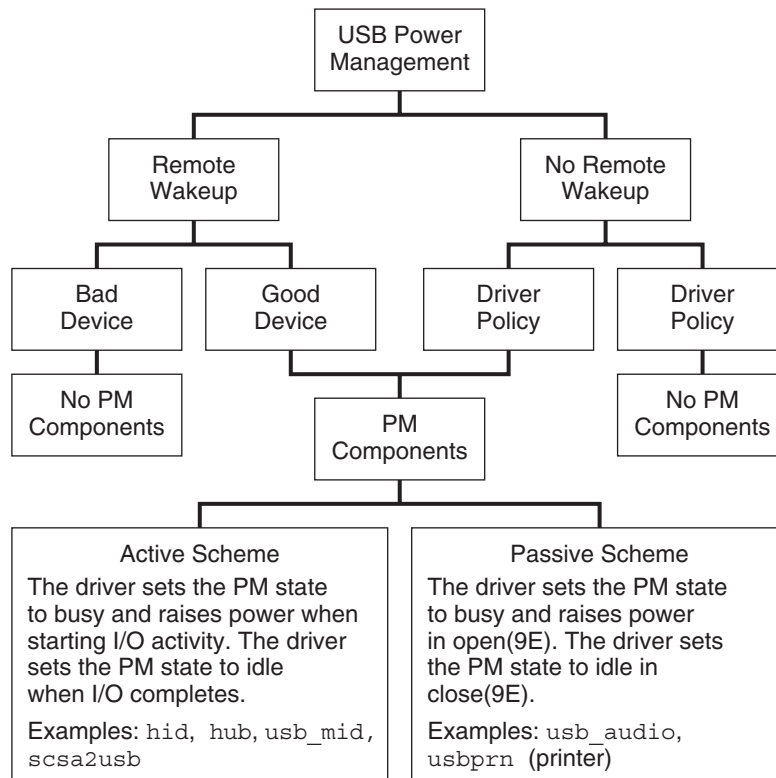 USB Power
Management
Remote
Wakeup
No Remote
Wakeup
Bad
Device
Good
Device
Driver
Policy
Driver
Policy
No PM
Components
PM
Components
No PM
Components
Active Scheme
The driver sets the PM state
to busy and raises power when
starting I/O activity. The driver
sets the PM state to idle
when I/O completes.
Examples: hid, hub, usb_mid,
scsa2usb
Passive Scheme
The driver sets the PM state
to busy and raises power
in open(9E). The driver sets
the PM state to idle in
close(9E).
Examples: usb_audio,
usbprn (printer)